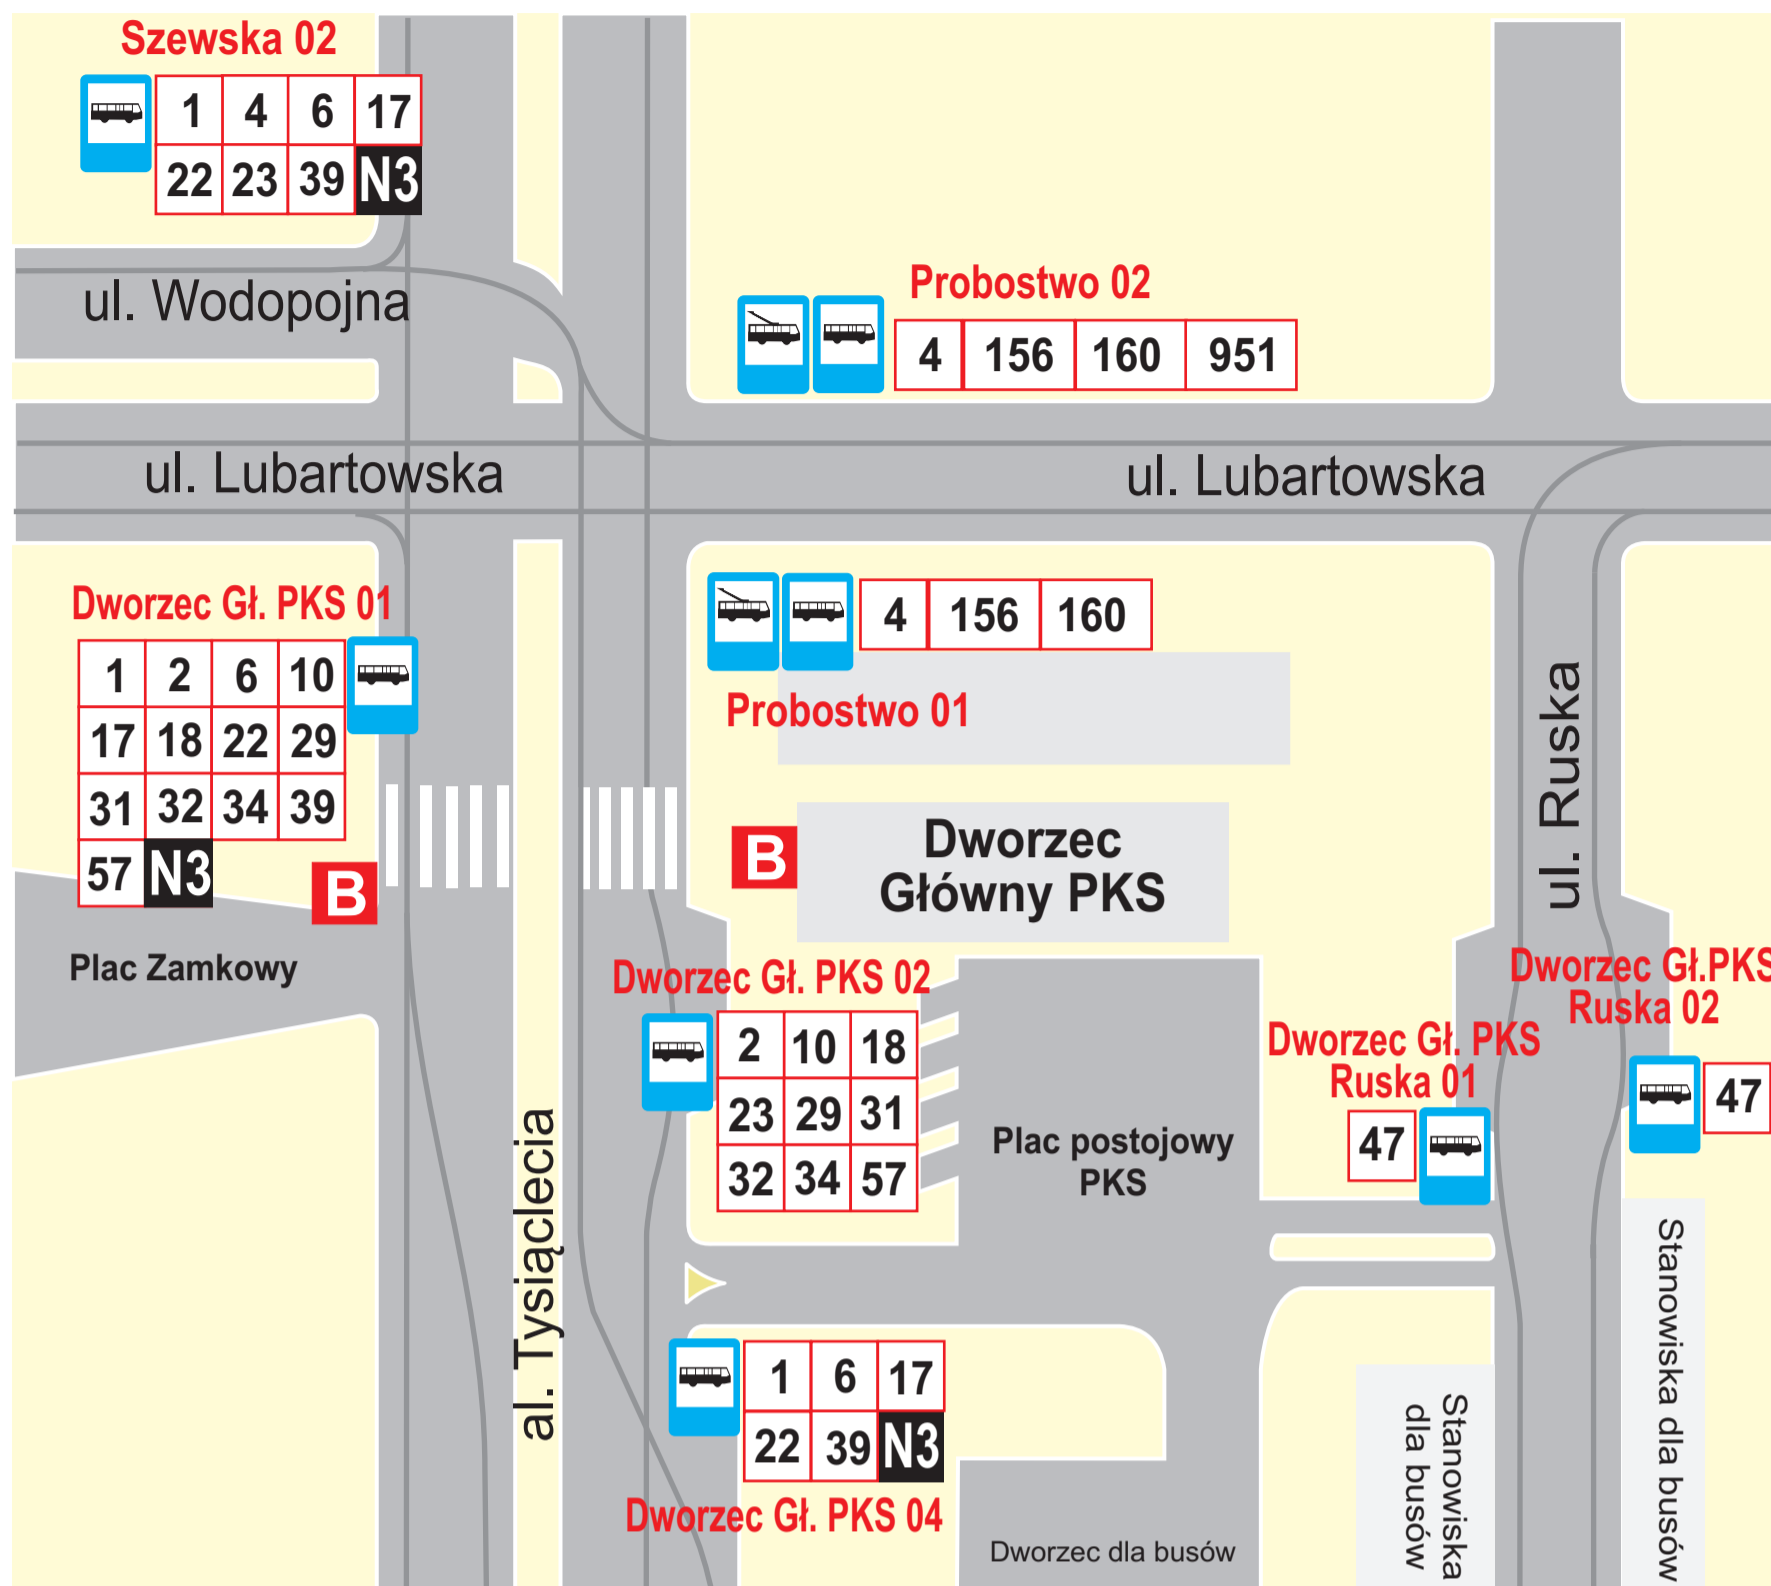 Szewska 02
1 4 6 17
22 23 39 N3
ul. Wodopojna
Probostwo 02
4 156 160 951
ul. Lubartowska
ul. Lubartowska
Dworzec Gł. PKS 01
1 2 6 10
17 18 22 29
31 32 34 39
57 N3
B
Plac Zamkowy
4 156 160
Probostwo 01
B
Dworzec
Główny PKS
ul. Ruska
Dworzec Gł. PKS 02
2 10 18
23 29 31
32 34 57
Plac postojowy
PKS
Dworzec Gł. PKS
Ruska 01
47
Dworzec Gł.PKS
Ruska 02
47
al. Tysiąclecia
1 6 17
22 39 N3
Dworzec Gł. PKS 04
Dworzec dla busów
Stanowiska
dla busów
Stanowiska dla busów